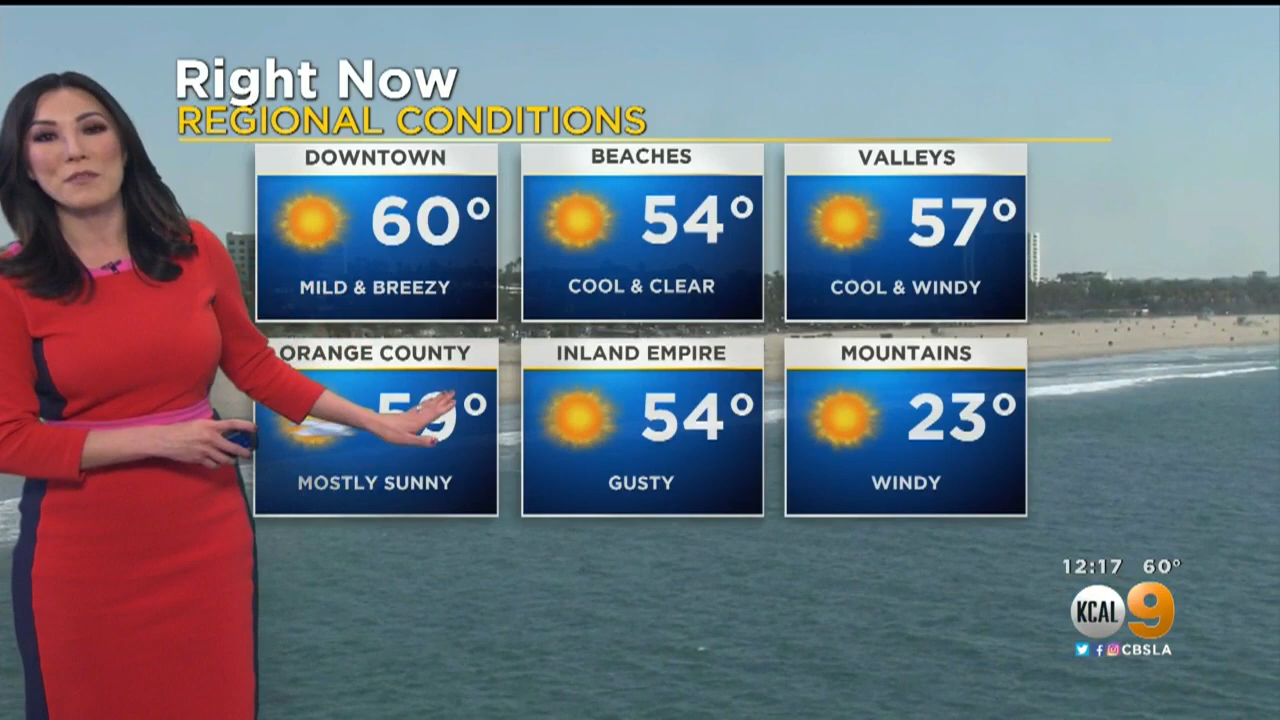 Right Now
REGIONAL CONDITIONS
DOWNTOWN
60°
MILD & BREEZY
BEACHES
54°
COOL & CLEAR
VALLEYS
57°
COOL & WINDY
ORANGE COUNTY
59°
MOSTLY SUNNY
INLAND EMPIRE
54°
GUSTY
MOUNTAINS
23°
WINDY
12:17 60°
KCAL 9
CBSLA